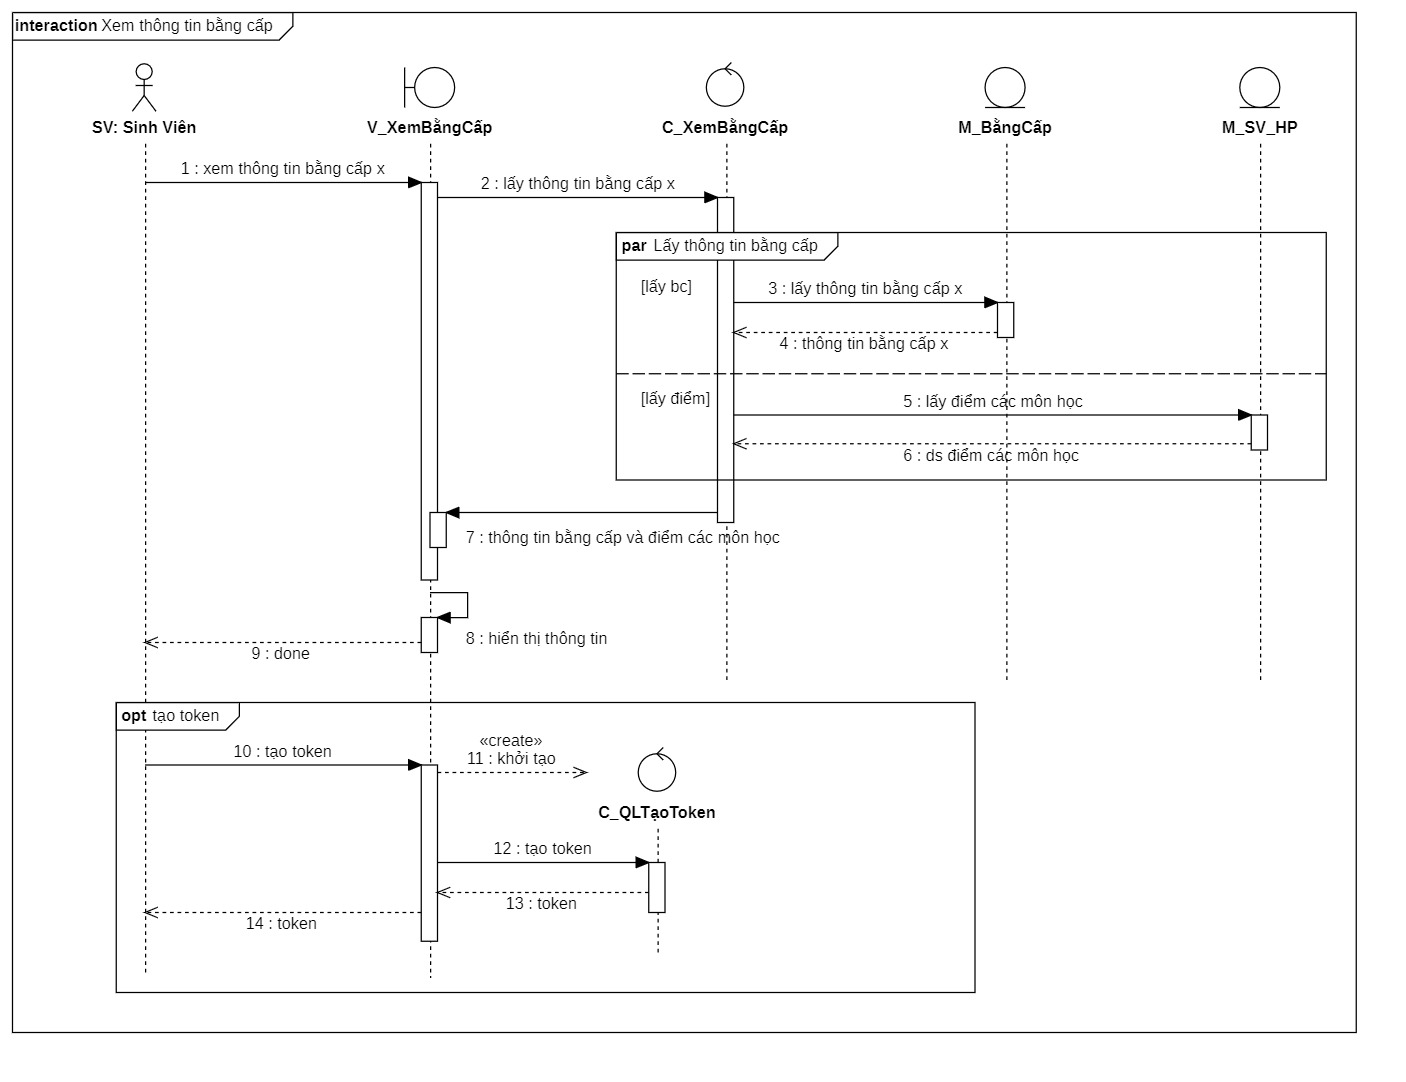 interaction Xem thông tin bằng cấp
SV: Sinh Viên
V_XemBằngCấp
C_XemBằngCấp
M_BằngCấp
M_SV_HP
1 : xem thông tin bằng cấp x
2 : lấy thông tin bằng cấp x
par Lấy thông tin bằng cấp
[lấy bc]
3 : lấy thông tin bằng cấp x
4 : thông tin bằng cấp x
[lấy điểm]
5 : lấy điểm các môn học
6 : ds điểm các môn học
7 : thông tin bằng cấp và điểm các môn học
8 : hiển thị thông tin
9 : done
opt tạo token
10 : tạo token
«create»
11 : khởi tạo
C_QLTạoToken
12 : tạo token
13 : token
14 : token